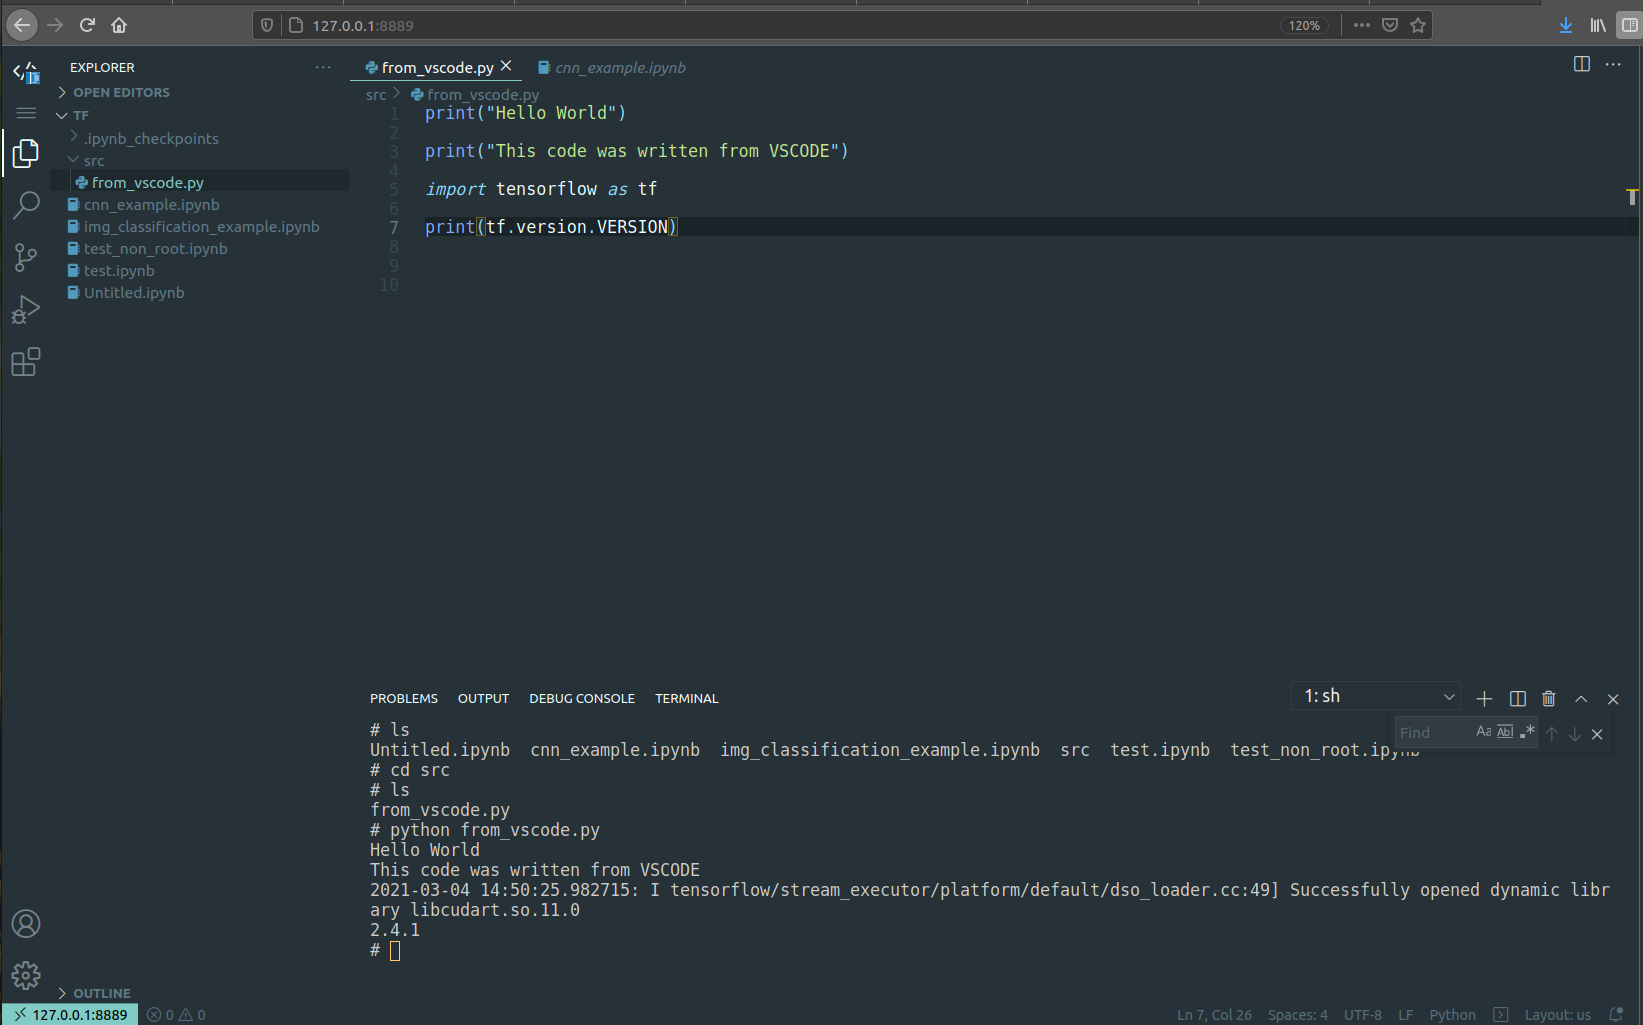 127.0.0.1:8889
120%
EXPLORER
OPEN EDITORS
TF
.ipynb_checkpoints
src
from_vscode.py
cnn_example.ipynb
img_classification_example.ipynb
test_non_root.ipynb
test.ipynb
Untitled.ipynb
OUTLINE
from_vscode.py
cnn_example.ipynb
src > from_vscode.py
1 print("Hello World")
2
3 print("This code was written from VSCODE")
4
5 import tensorflow as tf
6
7 print(tf.version.VERSION)
8
9
10
PROBLEMS OUTPUT DEBUG CONSOLE TERMINAL
1: sh
Find
Aa Abl .*
# ls
Untitled.ipynb cnn_example.ipynb img_classification_example.ipynb src test.ipynb test_non_root.ipynb
# cd src
# ls
from_vscode.py
# python from_vscode.py
Hello World
This code was written from VSCODE
2021-03-04 14:50:25.982715: I tensorflow/stream_executor/platform/default/dso_loader.cc:49] Successfully opened dynamic libr
ary libcudart.so.11.0
2.4.1
#
127.0.0.1:8889
0 0
Ln 7, Col 26 Spaces: 4 UTF-8 LF Python Layout: us